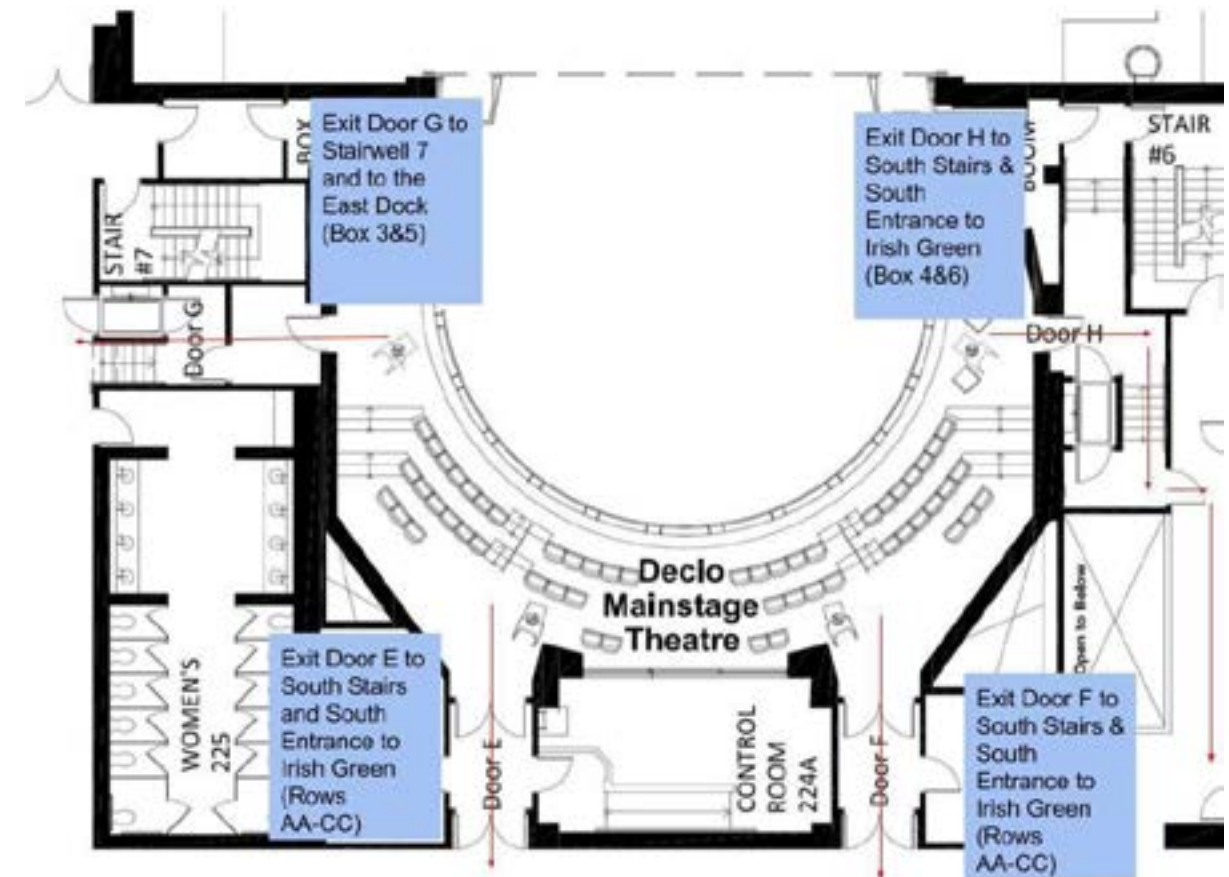 Exit Door G to
Stairwell 7
and to the
East Dock
(Box 3&5)
BOX
Exit Door H to
South Stairs &
South
Entrance to
Irish Green
(Box 4&6)
STAIR
#6
STAIR
#7
Door G
Door H
Declo
Mainstage
Theatre
Open to Below
WOMEN'S
225
Exit Door E to
South Stairs
and South
Entrance to
Irish Green
(Rows
AA-CC)
Door E
CONTROL
ROOM
224A
Door F
Exit Door F to
South Stairs &
South
Entrance to
Irish Green
(Rows
AA-CC)